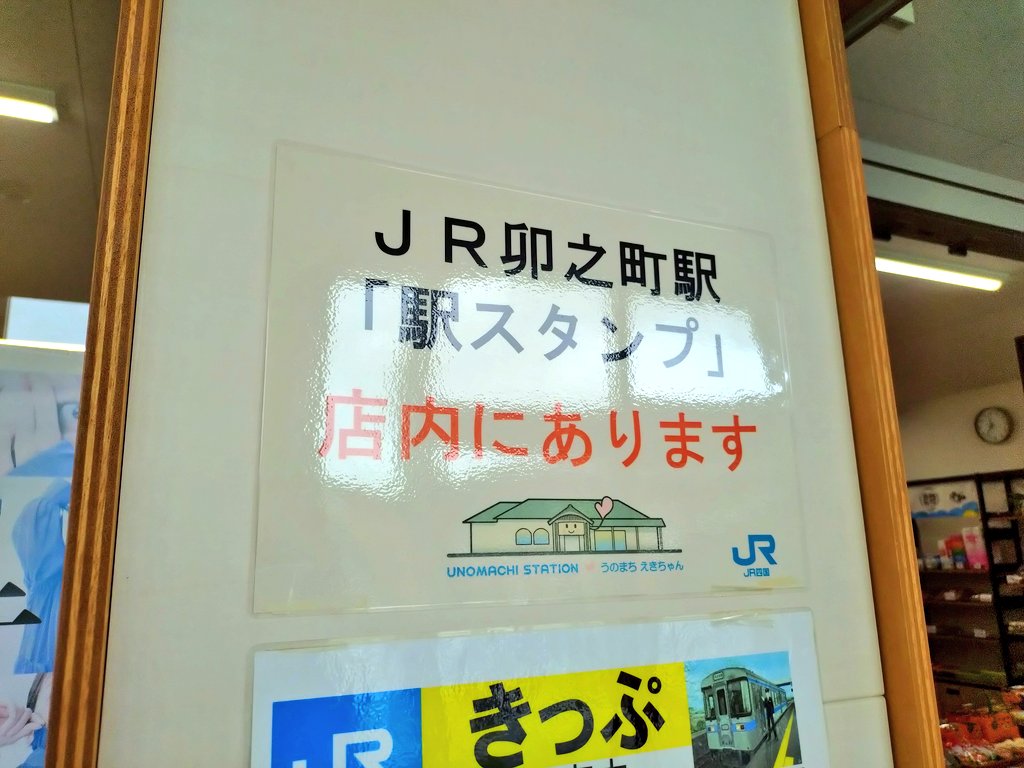 JR卯之町駅
「駅スタンプ」
店内にあります
UNOMACHI STATION うのまち えきちゃん
JR
JR四国
JR
きっぷ